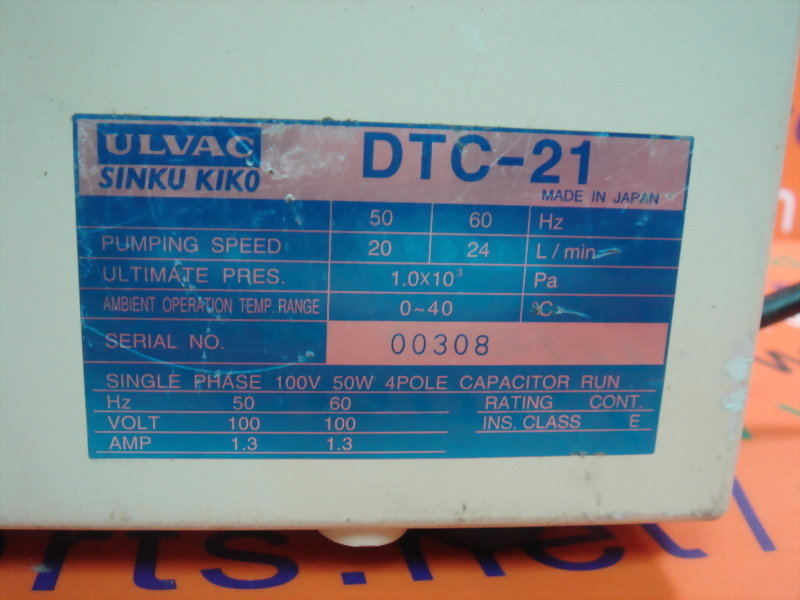 ULVAC
SINKU KIKO
DTC-21
MADE IN JAPAN
50 60 Hz
PUMPING SPEED 20 24 L/min
ULTIMATE PRES. 1.0X10³ Pa
AMBIENT OPERATION TEMP. RANGE 0~40 °C
SERIAL NO. 00308
SINGLE PHASE 100V 50W 4POLE CAPACITOR RUN
Hz 50 60 RATING CONT.
VOLT 100 100 INS. CLASS E
AMP 1.3 1.3
rts.net